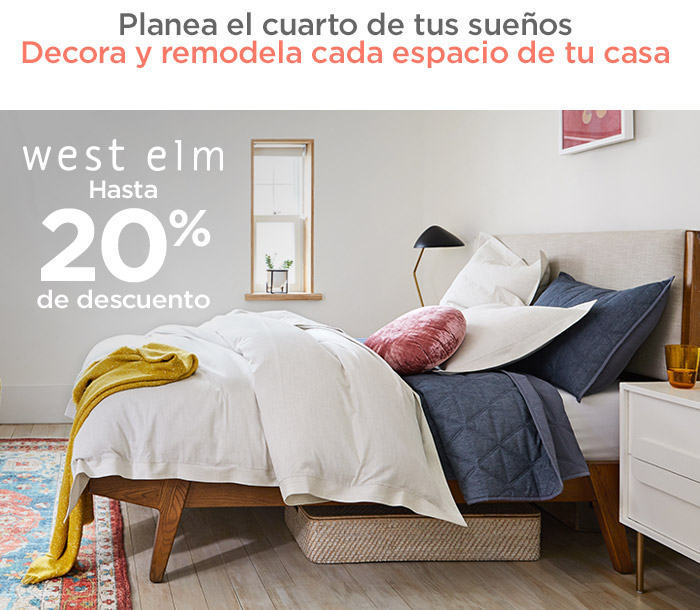 Planea el cuarto de tus sueños
Decora y remodela cada espacio de tu casa
west elm
Hasta
20%
de descuento